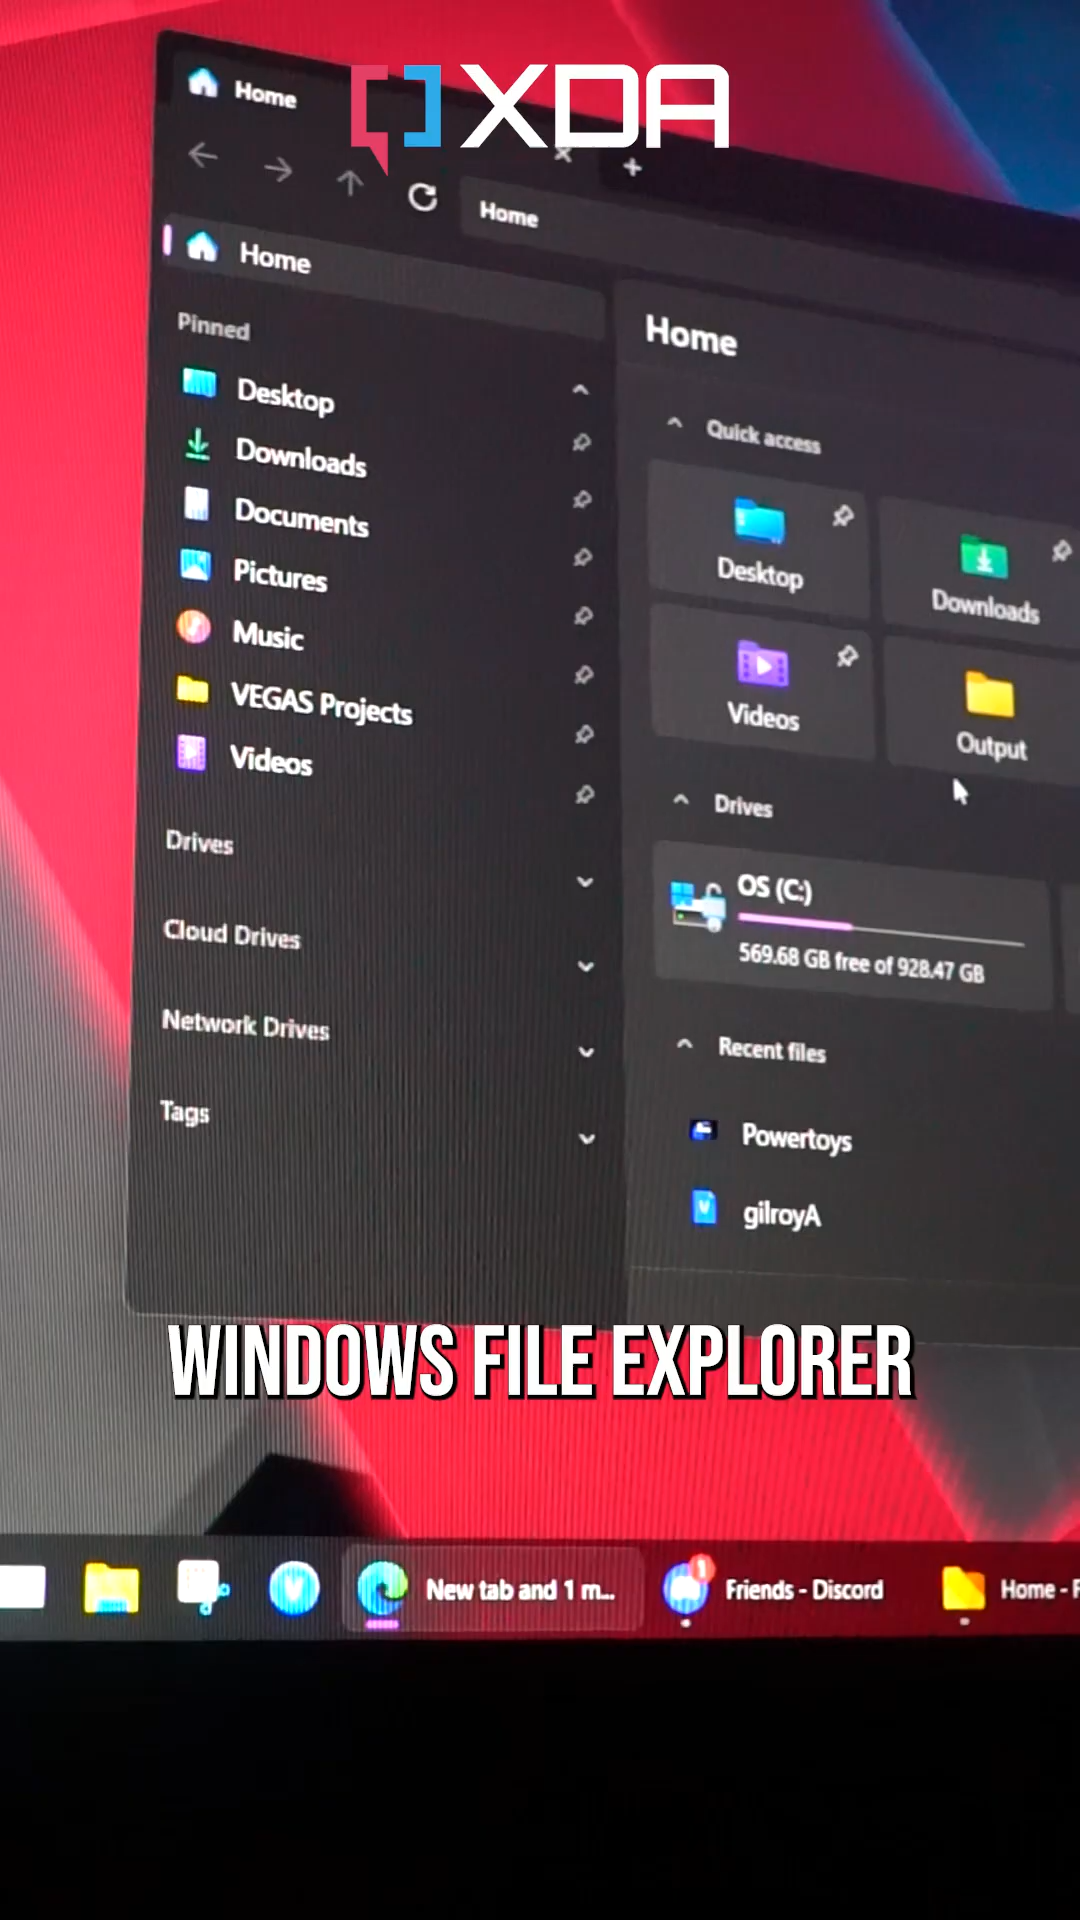 XDA
Home
Home
Home
Pinned
Desktop
Downloads
Documents
Pictures
Music
VEGAS Projects
Videos
Drives
Cloud Drives
Network Drives
Tags
Home
Quick access
Desktop
Downloads
Videos
Output
Drives
OS (C:)
569.68 GB free of 928.47 GB
Recent files
Powertoys
gilroyA
WINDOWS FILE EXPLORER
New tab and 1 m...
1
Friends - Discord
Home - F